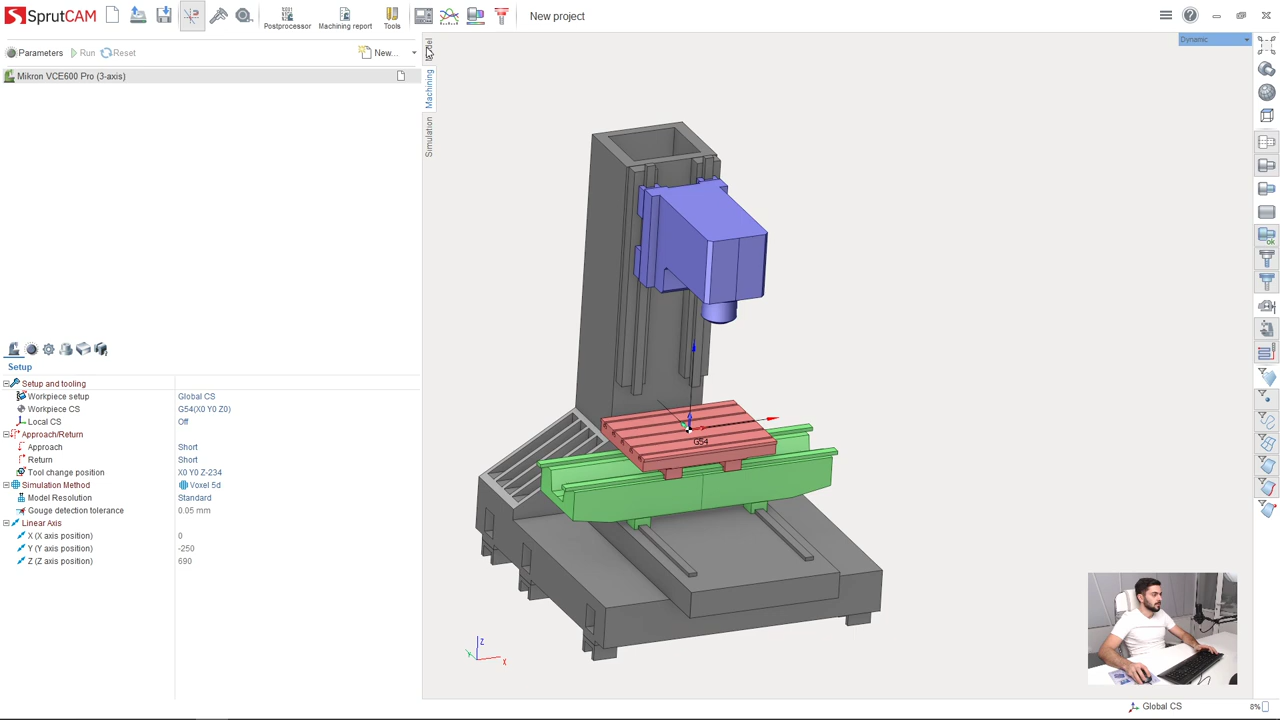 SprutCAM
Postprocessor
Machining report
Tools
New project
Parameters
Run
Reset
New...
Mikron VCE600 Pro (3-axis)
Machining
Simulation
Dynamic
Setup
Setup and tooling
Workpiece setup Global CS
Workpiece CS G54(X0 Y0 Z0)
Local CS Off
Approach/Return
Approach Short
Return Short
Tool change position X0 Y0 Z-234
Simulation Method Voxel 5d
Model Resolution Standard
Gouge detection tolerance 0.05 mm
Linear Axis
X (X axis position) 0
Y (Y axis position) -250
Z (Z axis position) 690
G54
Z
Y
X
ok
Global CS
8%